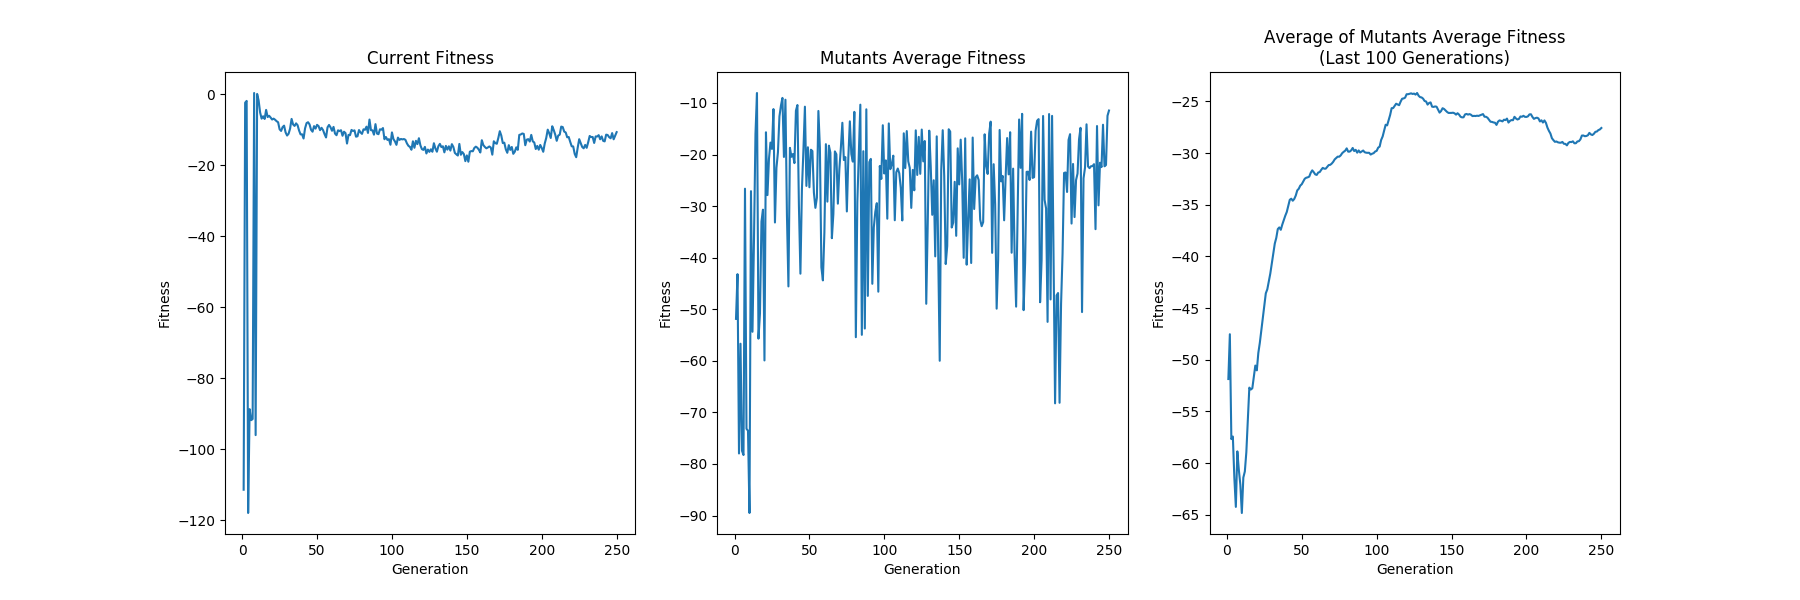 Current Fitness
Fitness
0
−20
−40
−60
−80
−100
−120
0 50 100 150 200 250
Generation
Mutants Average Fitness
Fitness
−10
−20
−30
−40
−50
−60
−70
−80
−90
0 50 100 150 200 250
Generation
Average of Mutants Average Fitness
(Last 100 Generations)
Fitness
−25
−30
−35
−40
−45
−50
−55
−60
−65
0 50 100 150 200 250
Generation